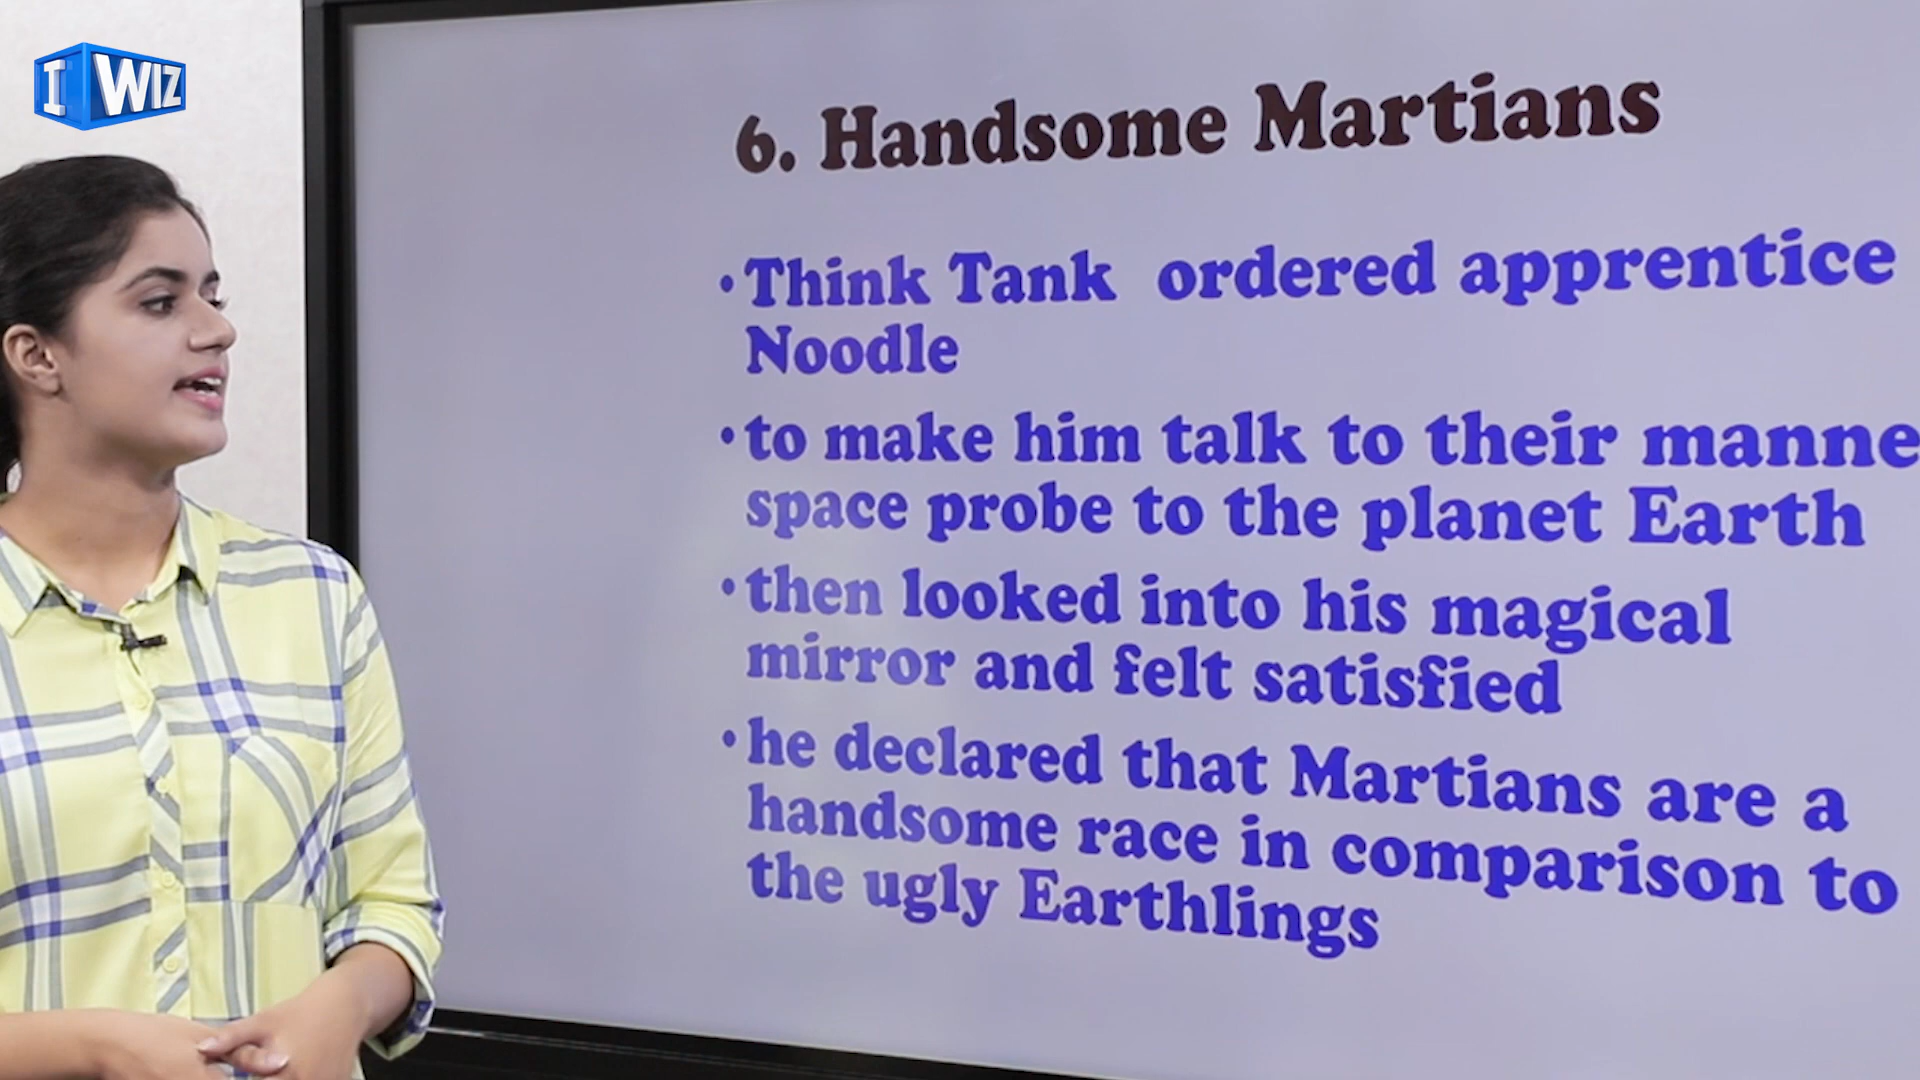 I WIZ
6. Handsome Martians
•Think Tank ordered apprentice
Noodle
•to make him talk to their manne
space probe to the planet Earth
•then looked into his magical
mirror and felt satisfied
•he declared that Martians are a
handsome race in comparison to
the ugly Earthlings